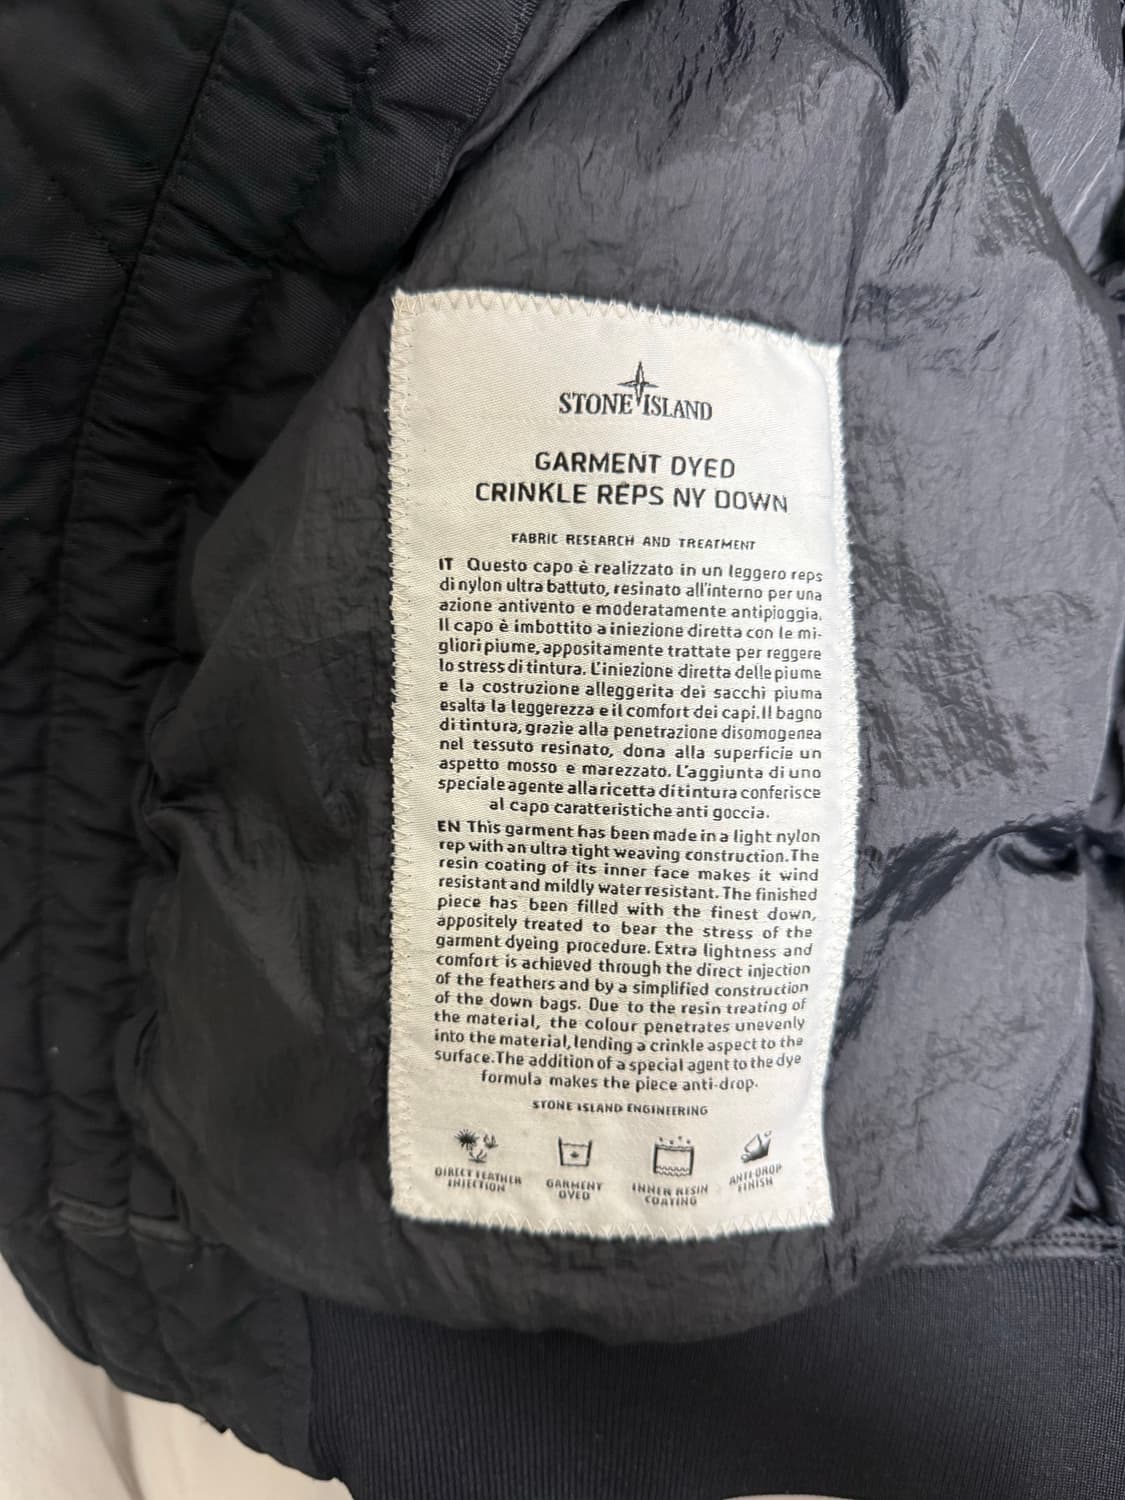 STONE ISLAND
GARMENT DYED
CRINKLE REPS NY DOWN
FABRIC RESEARCH AND TREATMENT
IT Questo capo è realizzato in un leggero reps
di nylon ultra battuto, resinato all'interno per una
azione antivento e moderatamente antipioggia.
Il capo è imbottito a iniezione diretta con le mi-
gliori piume, appositamente trattate per reggere
lo stress di tintura. L'iniezione diretta delle piume
e la costruzione alleggerita dei sacchi piuma
esalta la leggerezza e il comfort dei capi. Il bagno
di tintura, grazie alla penetrazione disomogenea
nel tessuto resinato, dona alla superficie un
aspetto mosso e marezzato. L'aggiunta di uno
speciale agente alla ricetta di tintura conferisce
al capo caratteristiche anti goccia.
EN This garment has been made in a light nylon
rep with an ultra tight weaving construction. The
resin coating of its inner face makes it wind
resistant and mildly water resistant. The finished
piece has been filled with the finest down,
appositely treated to bear the stress of the
garment dyeing procedure. Extra lightness and
comfort is achieved through the direct injection
of the feathers and by a simplified construction
of the down bags. Due to the resin treating of
the material, the colour penetrates unevenly
into the material, lending a crinkle aspect to the
surface. The addition of a special agent to the dye
formula makes the piece anti-drop.
STONE ISLAND ENGINEERING
DIRECT FEATHER
INJECTION
GARMENT
DYED
INNER RESIN
COATING
ANTI-DROP
FINISH